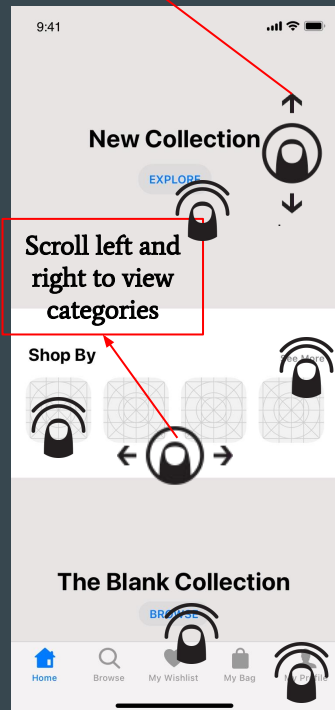 9:41
New Collection
EXPLORE
Scroll left and
right to view
categories
Shop By
See More
The Blank Collection
BROWSE
Home
Browse
My Wishlist
My Bag
My Profile